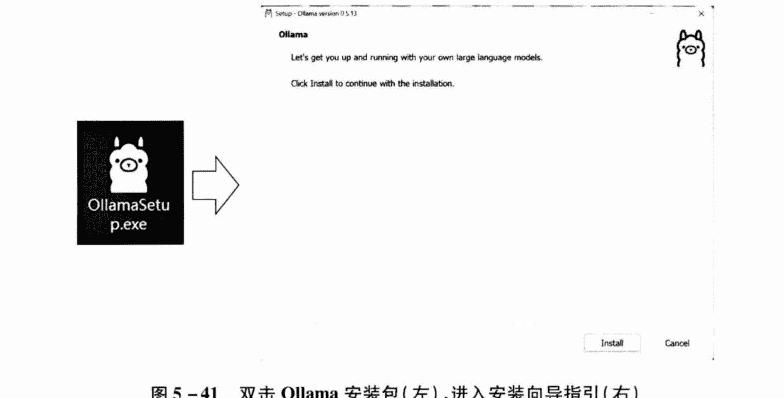 Setup - Ollama version 0.5.13
Ollama
Let's get you up and running with your own large language models.
Click Install to continue with the installation.
OllamaSetu
p.exe
Install
Cancel
图 5-41 双击 Ollama 安装包(左),进入安装向导指引(右)